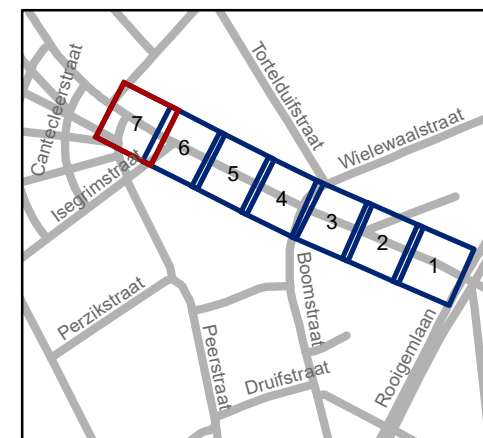 Cantecleerstraat
Tortelduifstraat
Wielewaalstraat
Isegrimstraat
7
6
5
4
3
2
1
Perzikstraat
Peerstraat
Boomstraat
Druifstraat
Rooigemlaan